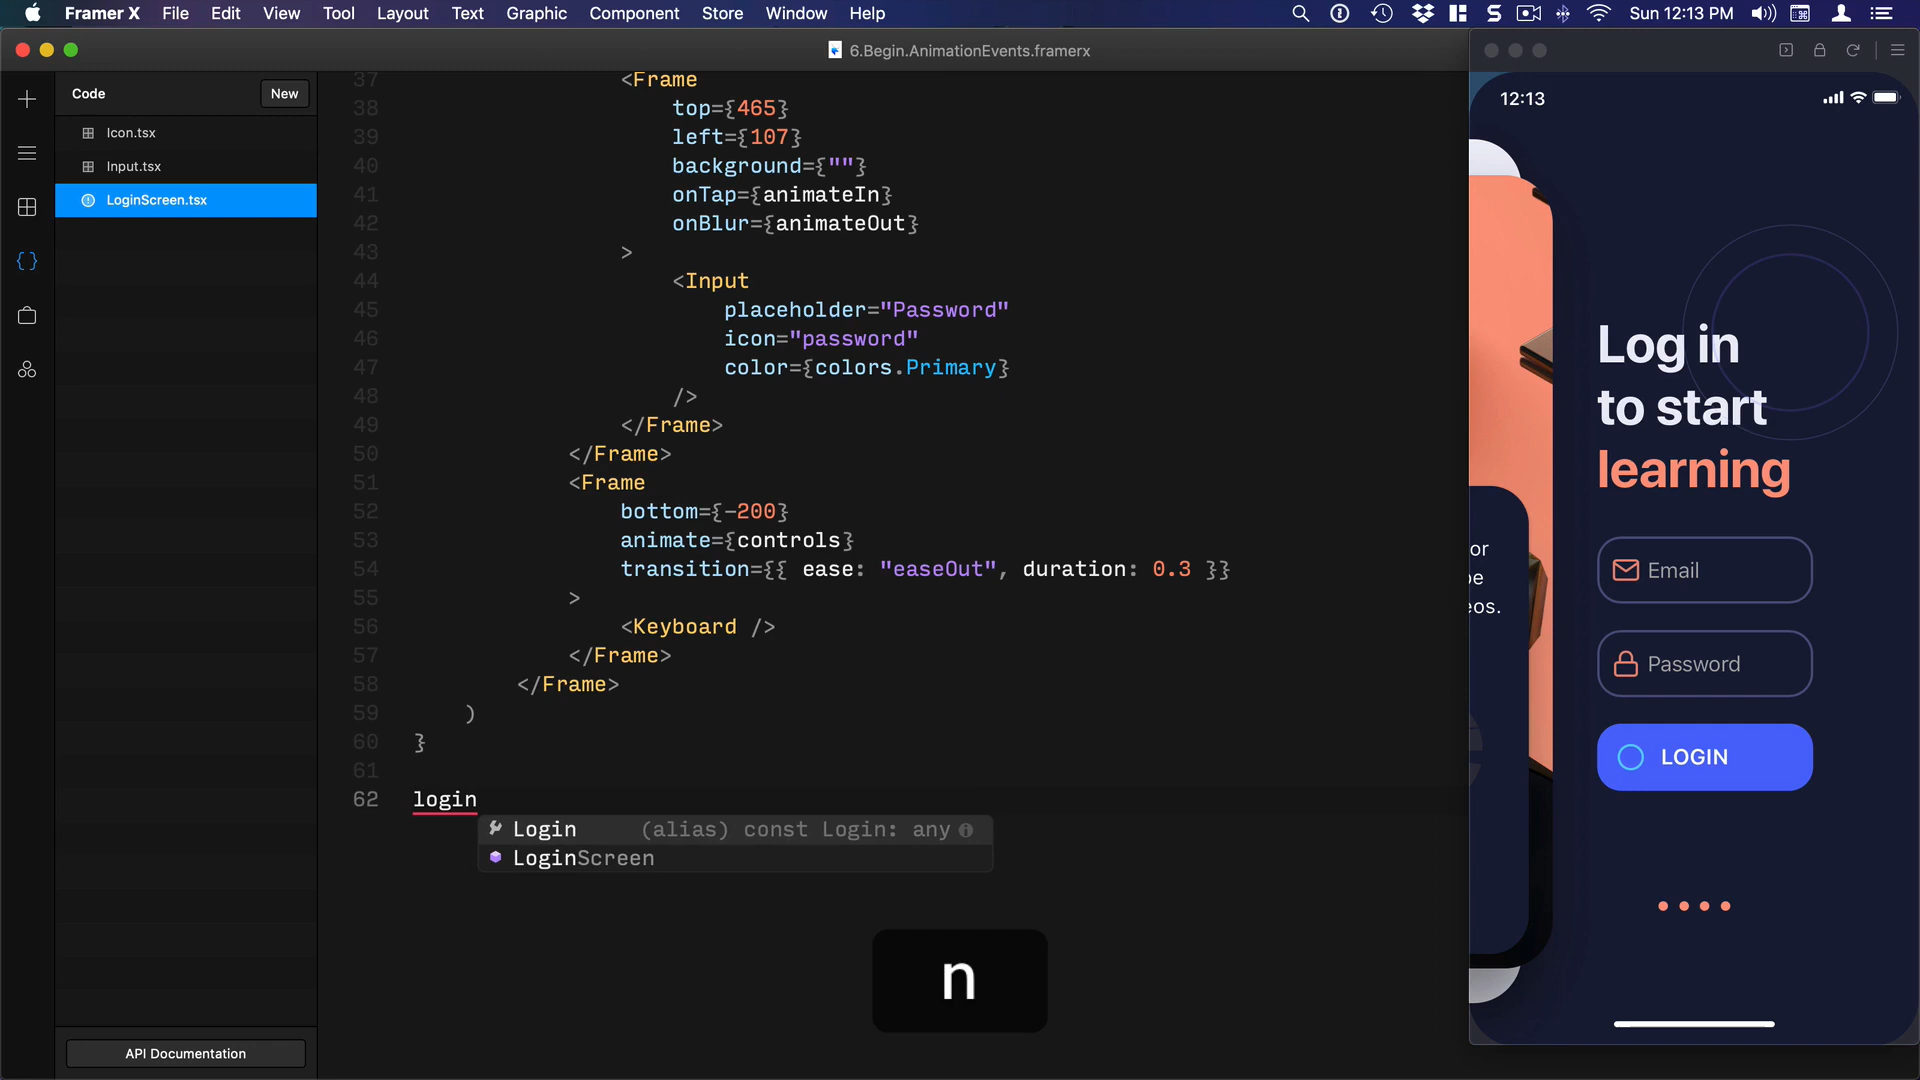 Framer X File Edit View Tool Layout Text Graphic Component Store Window Help Sun 12:13 PM
6.Begin.AnimationEvents.framerx
Code New
Icon.tsx
Input.tsx
LoginScreen.tsx
API Documentation
37 <Frame
38 top={465}
39 left={107}
40 background={""}
41 onTap={animateIn}
42 onBlur={animateOut}
43 >
44 <Input
45 placeholder="Password"
46 icon="password"
47 color={colors.Primary}
48 />
49 </Frame>
50 </Frame>
51 <Frame
52 bottom={-200}
53 animate={controls}
54 transition={{ ease: "easeOut", duration: 0.3 }}
55 >
56 <Keyboard />
57 </Frame>
58 </Frame>
59 )
60 }
61
62 login
Login (alias) const Login: any
LoginScreen
n
12:13
Log in
to start
learning
or
be
eos.
Email
Password
LOGIN